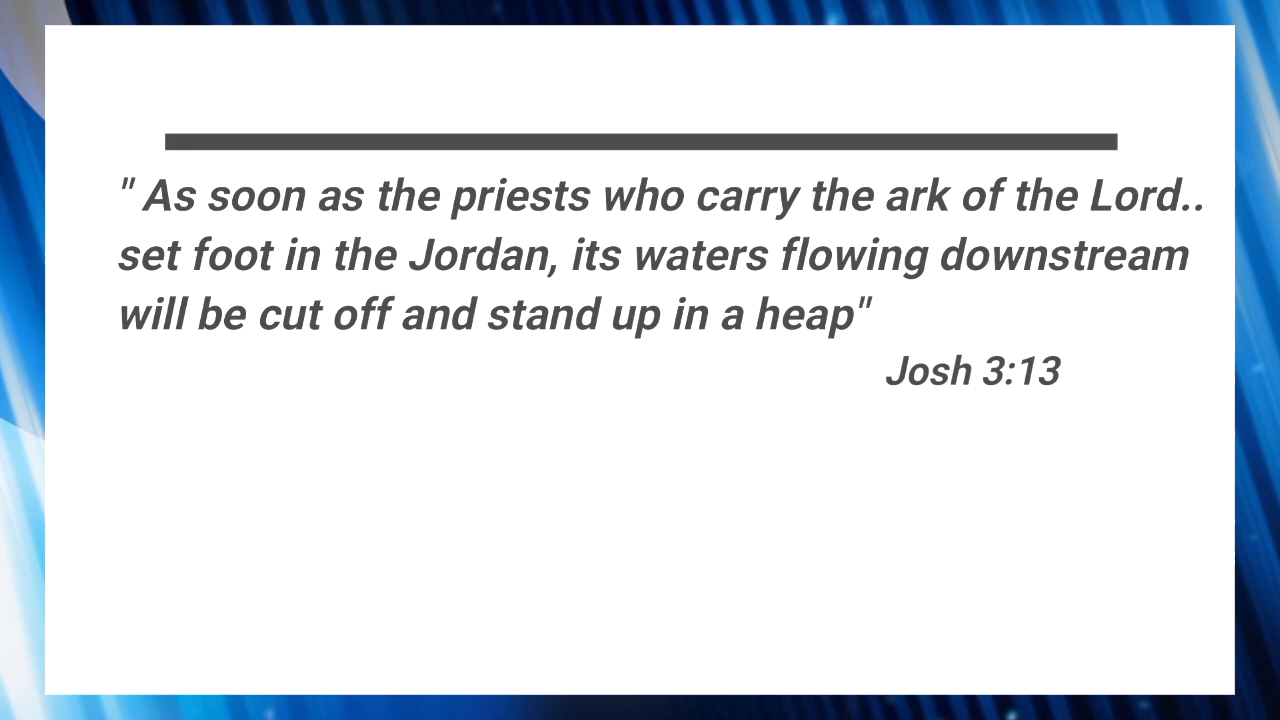 " As soon as the priests who carry the ark of the Lord..
set foot in the Jordan, its waters flowing downstream
will be cut off and stand up in a heap"
Josh 3:13